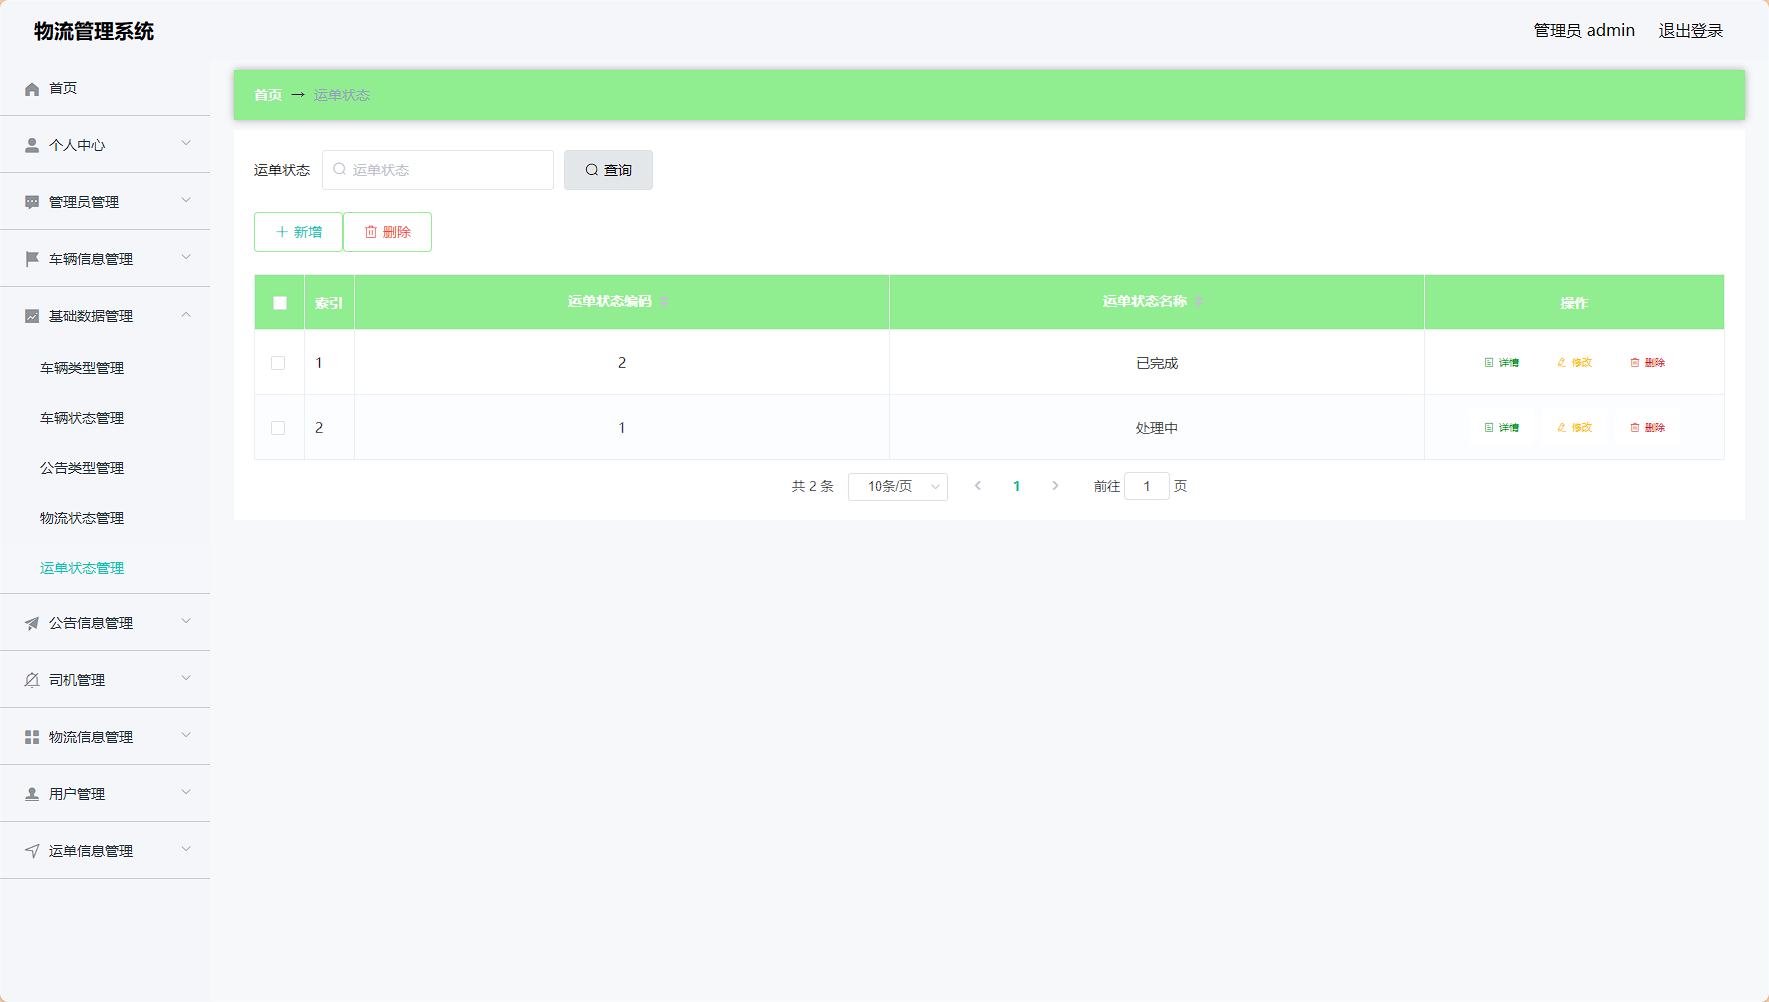 物流管理系统
管理员 admin 退出登录
首页
个人中心
管理员管理
车辆信息管理
基础数据管理
车辆类型管理
车辆状态管理
公告类型管理
物流状态管理
运单状态管理
公告信息管理
司机管理
物流信息管理
用户管理
运单信息管理
首页 → 运单状态
运单状态 运单状态 查询
新增 删除
索引 运单状态编码 运单状态名称 操作
1 2 已完成 详情 修改 删除
2 1 处理中 详情 修改 删除
共 2 条 10条/页 1 前往 1 页